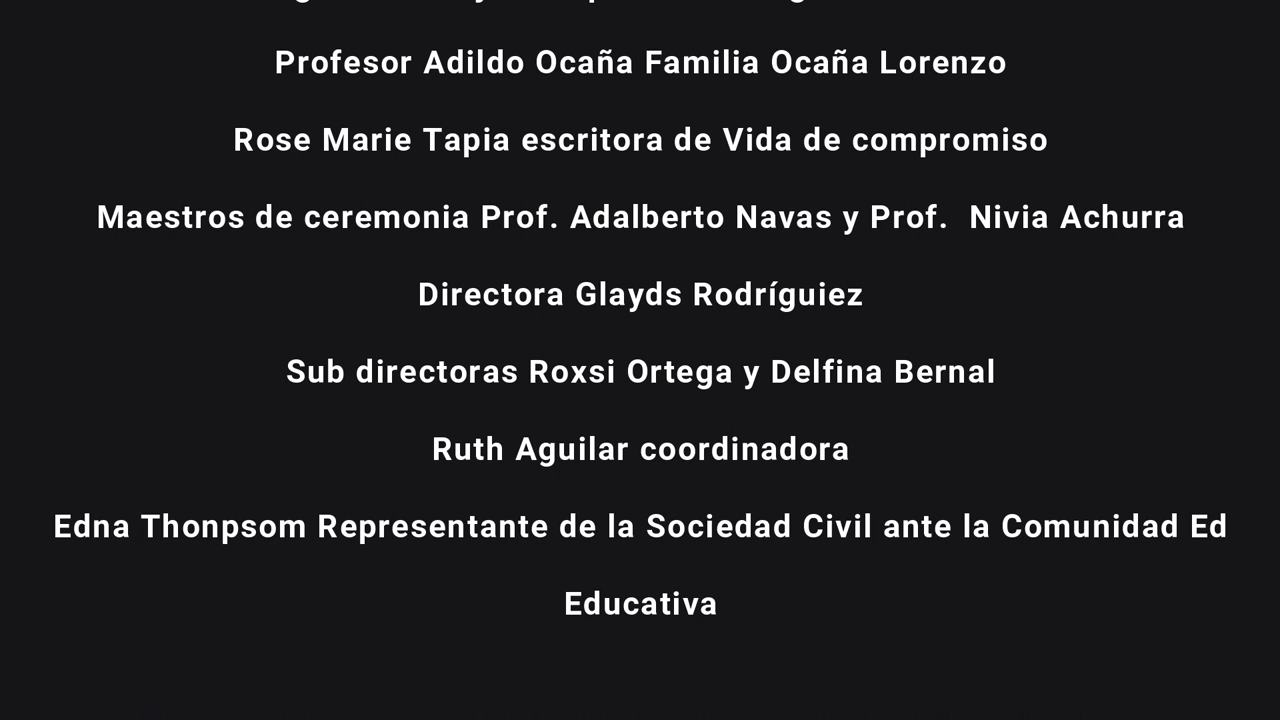 Profesor Adildo Ocaña Familia Ocaña Lorenzo
Rose Marie Tapia escritora de Vida de compromiso
Maestros de ceremonia Prof. Adalberto Navas y Prof.  Nivia Achurra
Directora Glayds Rodríguiez
Sub directoras Roxsi Ortega y Delfina Bernal
Ruth Aguilar coordinadora
Edna Thonpsom Representante de la Sociedad Civil ante la Comunidad Ed
Educativa